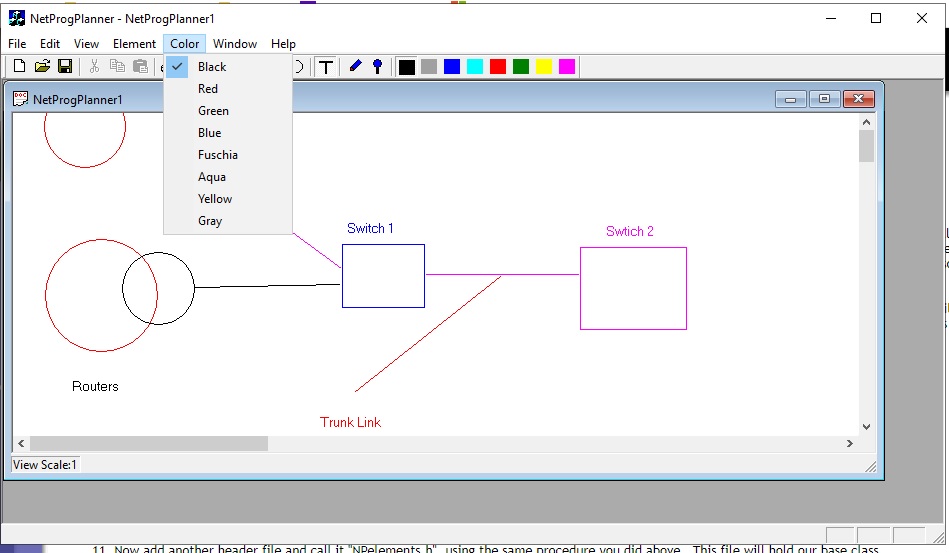 NetProgPlanner - NetProgPlanner1
File Edit View Element Color Window Help
T
Black
Red
Green
Blue
Fuschia
Aqua
Yellow
Gray
DOC
NetProgPlanner1
Switch 1
Swtich 2
Routers
Trunk Link
View Scale:1
11. Now add another header file and call it "NPelements.h", using the same procedure you did above. This file will hold our base class